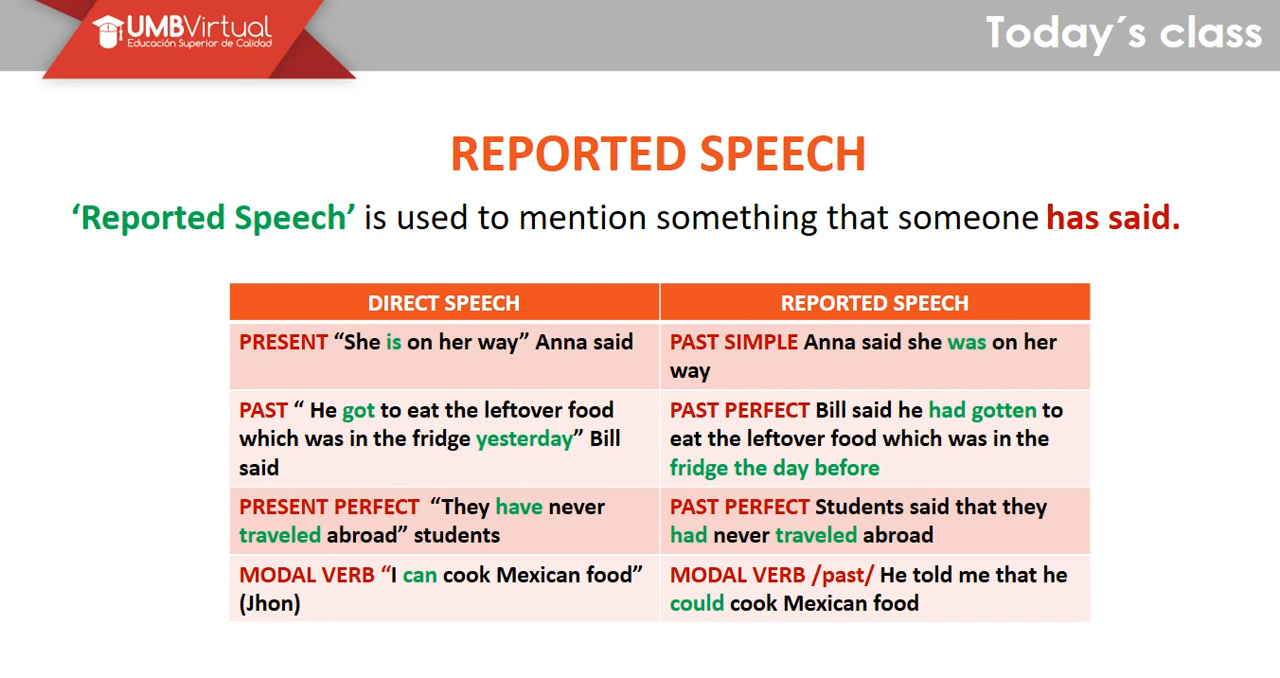 UMBVirtual
Educación Superior de Calidad
Today´s class
REPORTED SPEECH
‘Reported Speech’ is used to mention something that someone has said.
DIRECT SPEECH
REPORTED SPEECH
PRESENT “She is on her way” Anna said
PAST SIMPLE Anna said she was on her
way
PAST “ He got to eat the leftover food
which was in the fridge yesterday” Bill
said
PAST PERFECT Bill said he had gotten to
eat the leftover food which was in the
fridge the day before
PRESENT PERFECT “They have never
traveled abroad” students
PAST PERFECT Students said that they
had never traveled abroad
MODAL VERB “I can cook Mexican food”
(Jhon)
MODAL VERB /past/ He told me that he
could cook Mexican food